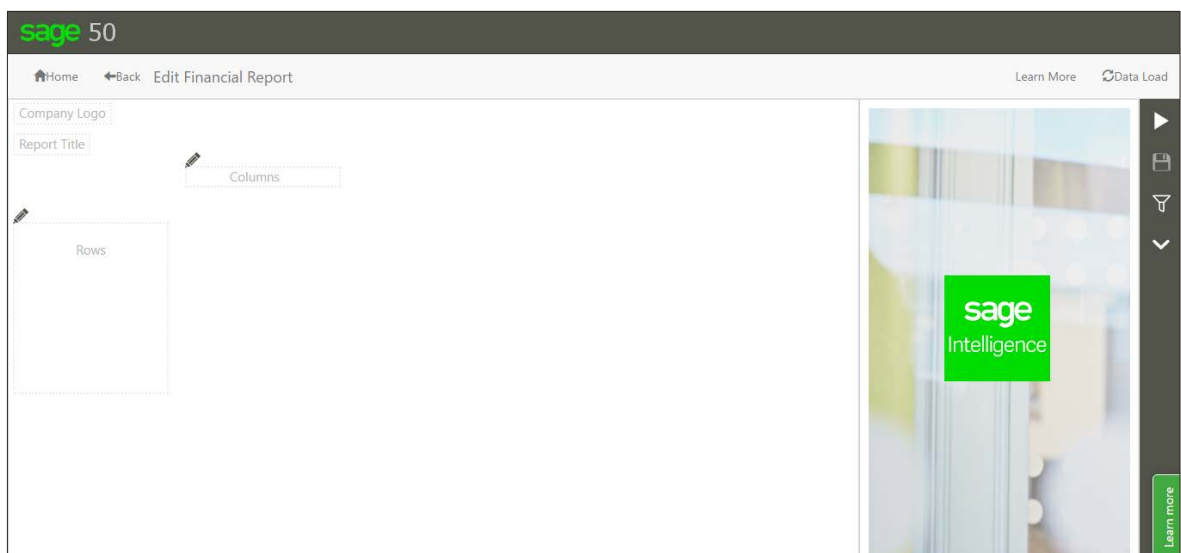 sage 50
Home Back Edit Financial Report Learn More Data Load
Company Logo
Report Title
Columns
Rows
sage
Intelligence
Learn more